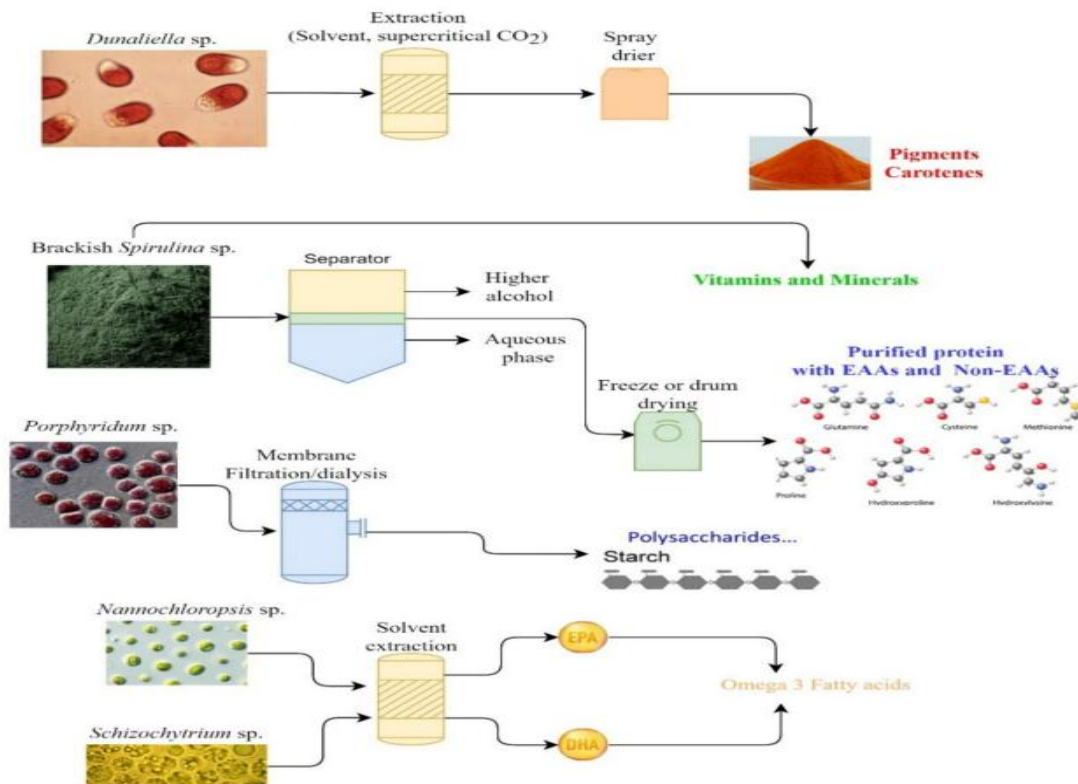 Dunaliella sp.
Extraction
(Solvent, supercritical CO2)
Spray
drier
Pigments
Carotenes
Brackish Spirulina sp.
Separator
Higher
alcohol
Aqueous
phase
Vitamins and Minerals
Purified protein
with EAAs and Non-EAAs
Freeze or drum
drying
Glutamine
Cysteine
Methionine
Proline
Hydroxyproline
Hydroxylysine
Porphyridum sp.
Membrane
Filtration/dialysis
Polysaccharides...
Starch
Nannochloropsis sp.
Solvent
extraction
EPA
DHA
Omega 3 Fatty acids
Schizochytrium sp.